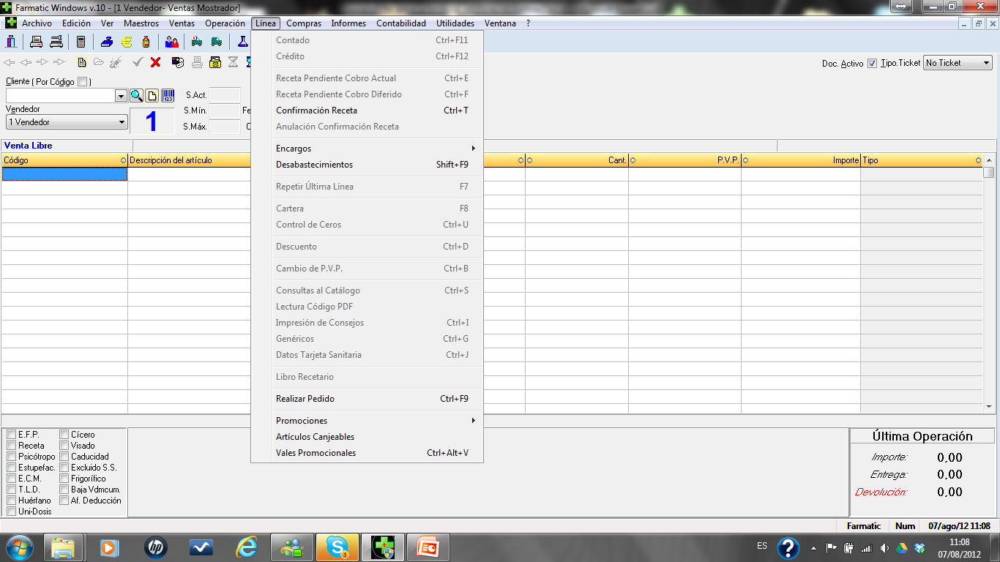 Farmatic Windows v.10 - [1 Vendedor- Ventas Mostrador]
Archivo Edición Ver Maestros Ventas Operación Línea Compras Informes Contabilidad Utilidades Ventana ?
Doc. Activo Tipo.Ticket No Ticket
Cliente ( Por Código )
123
S.Act.
Vendedor
S.Mín. Fe
1 Vendedor
1
S.Máx.
Venta Libre
Código Descripción del artículo Cant. P.V.P. Importe Tipo
Contado Ctrl+F11
Crédito Ctrl+F12
Receta Pendiente Cobro Actual Ctrl+E
Receta Pendiente Cobro Diferido Ctrl+F
Confirmación Receta Ctrl+T
Anulación Confirmación Receta
Encargos
Desabastecimientos Shift+F9
Repetir Última Línea F7
Cartera F8
Control de Ceros Ctrl+U
Descuento Ctrl+D
Cambio de P.V.P. Ctrl+B
Consultas al Catálogo Ctrl+S
Lectura Código PDF
Impresión de Consejos Ctrl+I
Genéricos Ctrl+G
Datos Tarjeta Sanitaria Ctrl+J
Libro Recetario
Realizar Pedido Ctrl+F9
Promociones
Artículos Canjeables
Vales Promocionales Ctrl+Alt+V
E.F.P. Cícero
Receta Visado
Psicótropo Caducidad
Estupefac. Excluido S.S.
E.C.M. Frigorífico
T.L.D. Baja Vdmcum.
Huérfano Af. Deducción
Uni-Dosis
Última Operación
Importe: 0,00
Entrega: 0,00
Devolución: 0,00
Farmatic Num 07/ago/12 11:08
hp
1
ES
?
11:08
07/08/2012